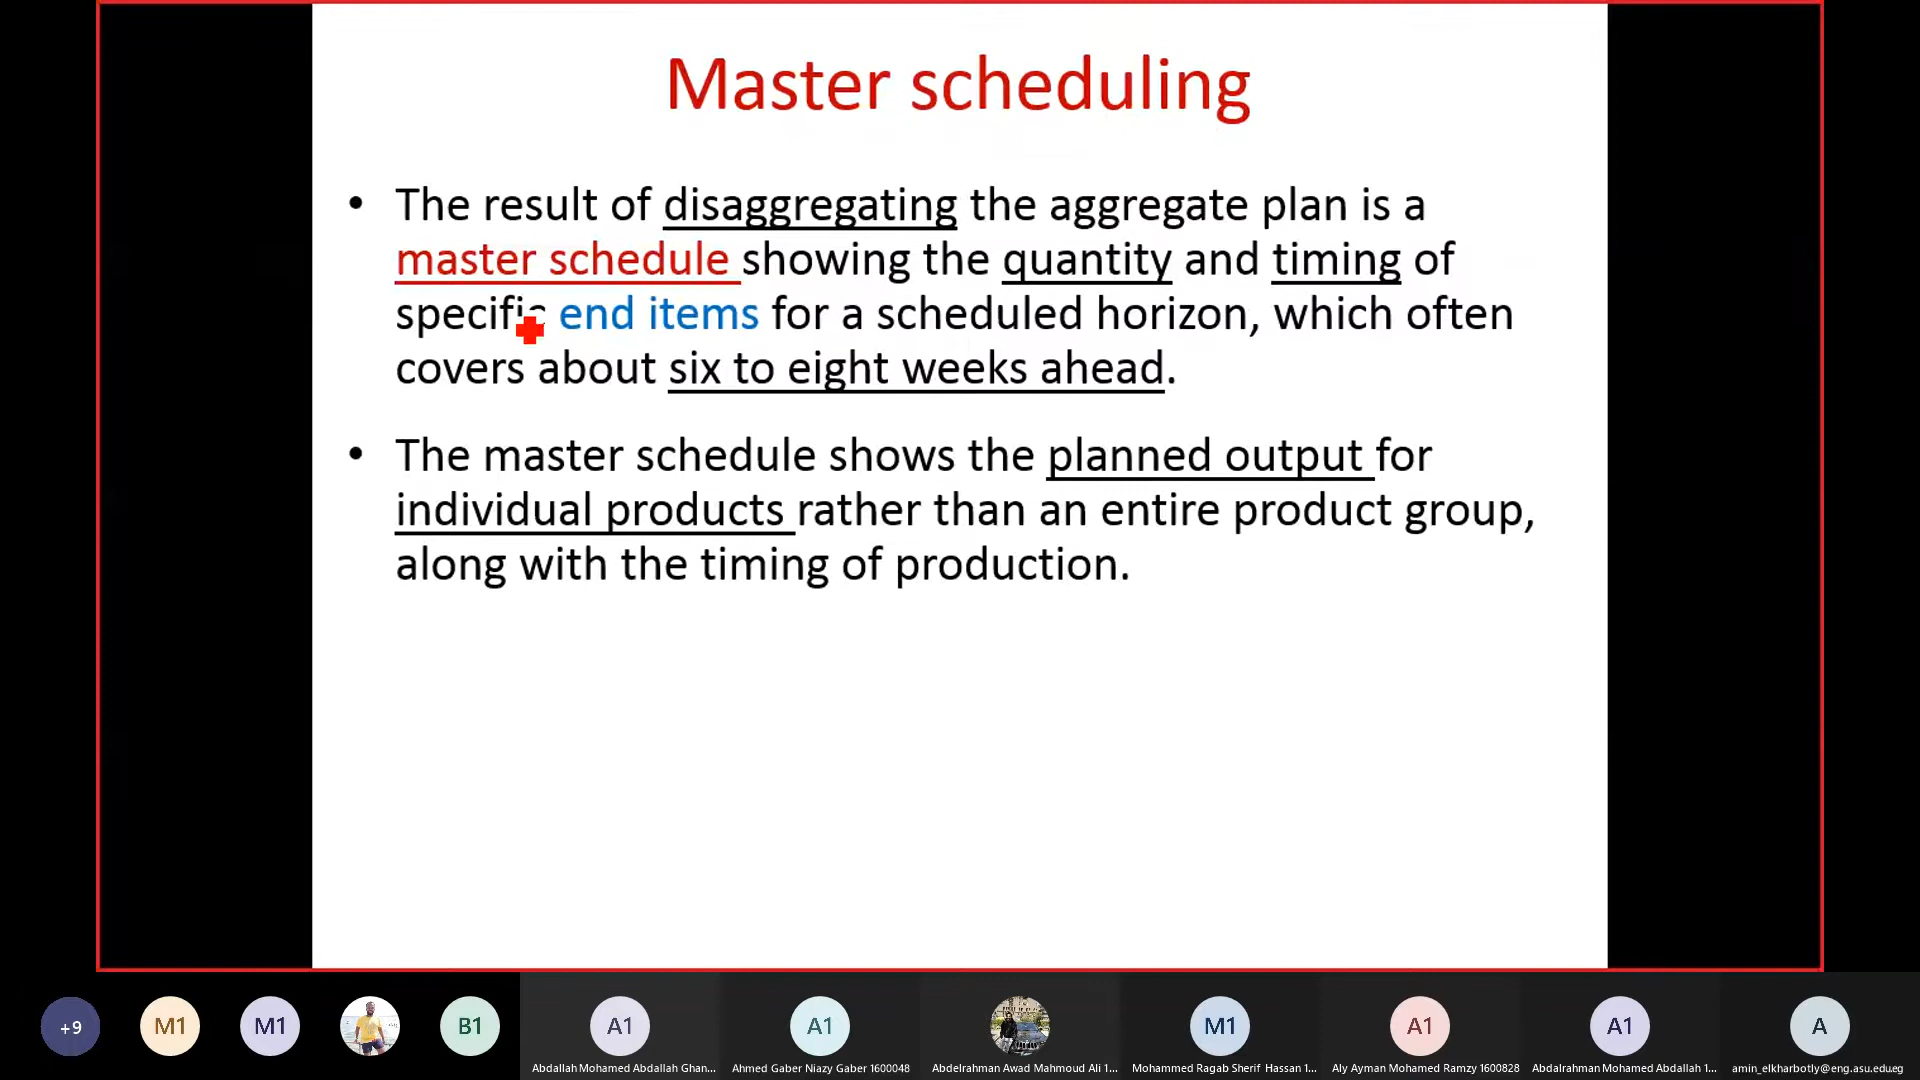 Master scheduling
• The result of disaggregating the aggregate plan is a
master schedule showing the quantity and timing of
specific end items for a scheduled horizon, which often
covers about six to eight weeks ahead.
• The master schedule shows the planned output for
individual products rather than an entire product group,
along with the timing of production.
+9
M1
M1
B1
A1
A1
M1
A1
A1
A
Abdallah Mohamed Abdallah Ghan...
Ahmed Gaber Niazy Gaber 1600048
Abdelrahman Awad Mahmoud Ali 1...
Mohammed Ragab Sherif Hassan 1...
Aly Ayman Mohamed Ramzy 1600828
Abdalrahman Mohamed Abdallah 1...
amin_elkharbotly@eng.asu.edu.eg